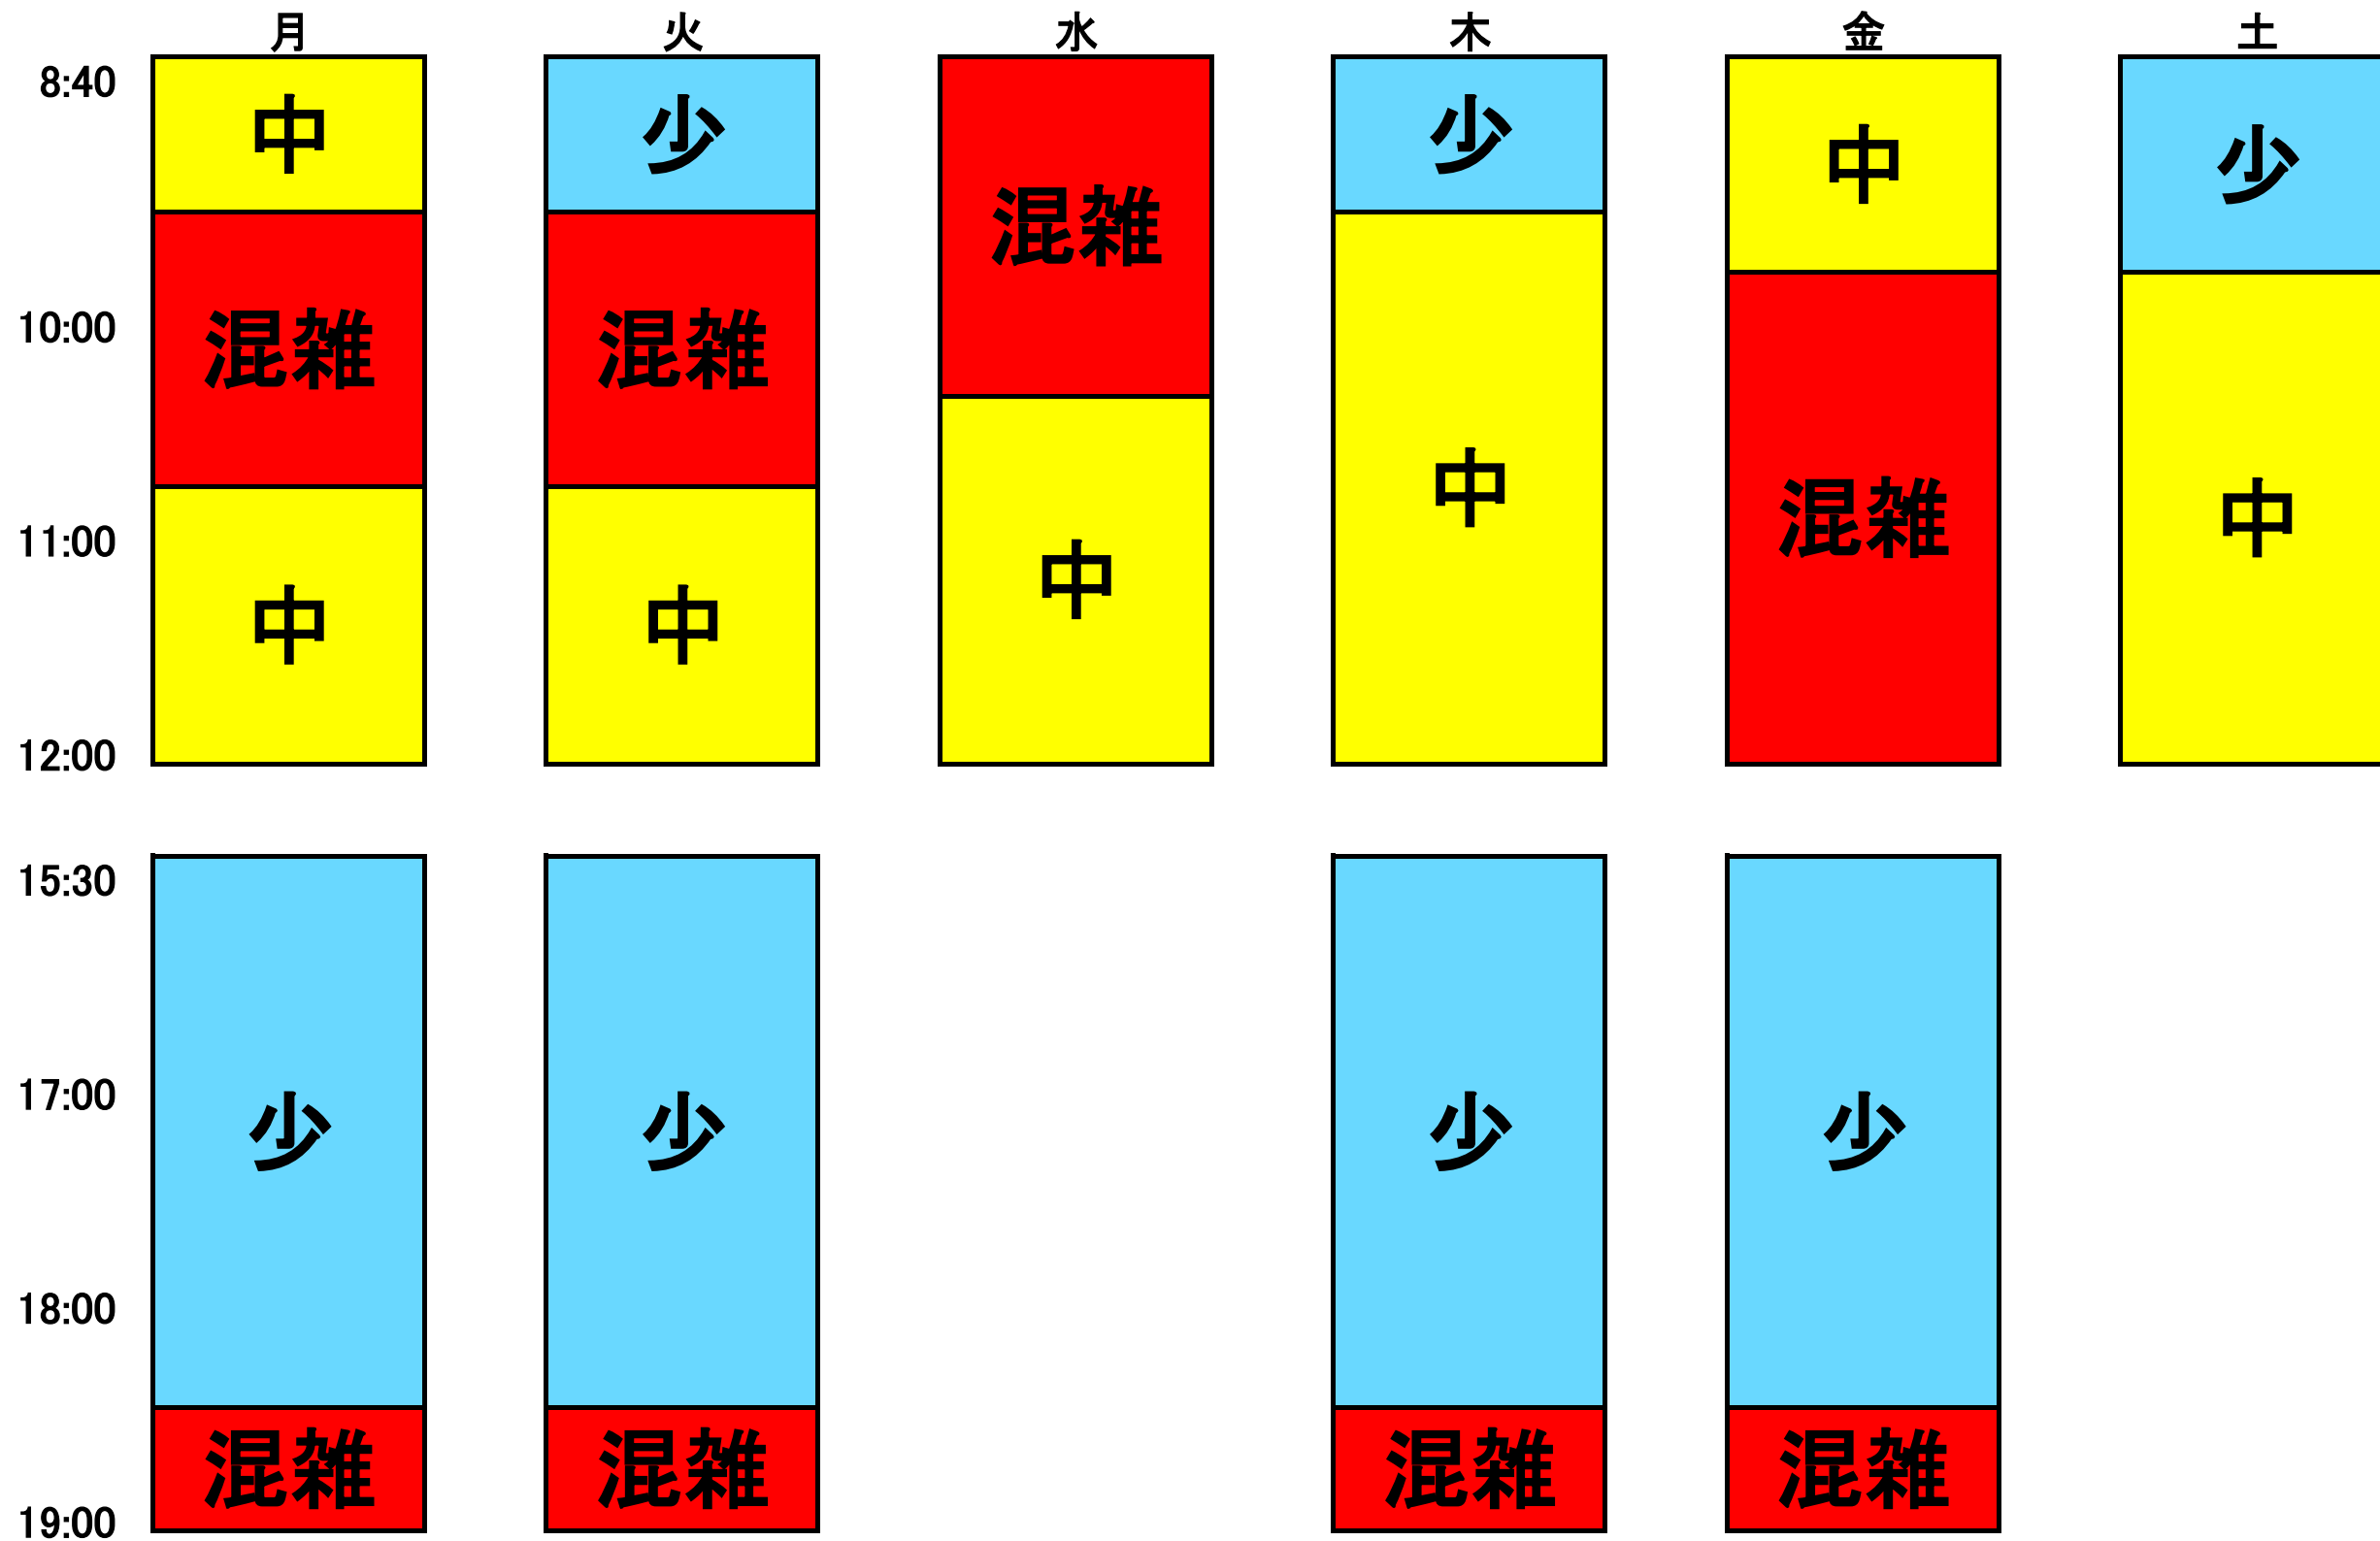 月 火 水 木 金 土
8:40
中 少 少 中 少
混雑
10:00
混雑 混雑
中 中 混雑 中
11:00
中 中 中
12:00
15:30
17:00
少 少 少 少
18:00
混雑 混雑 混雑 混雑
19:00